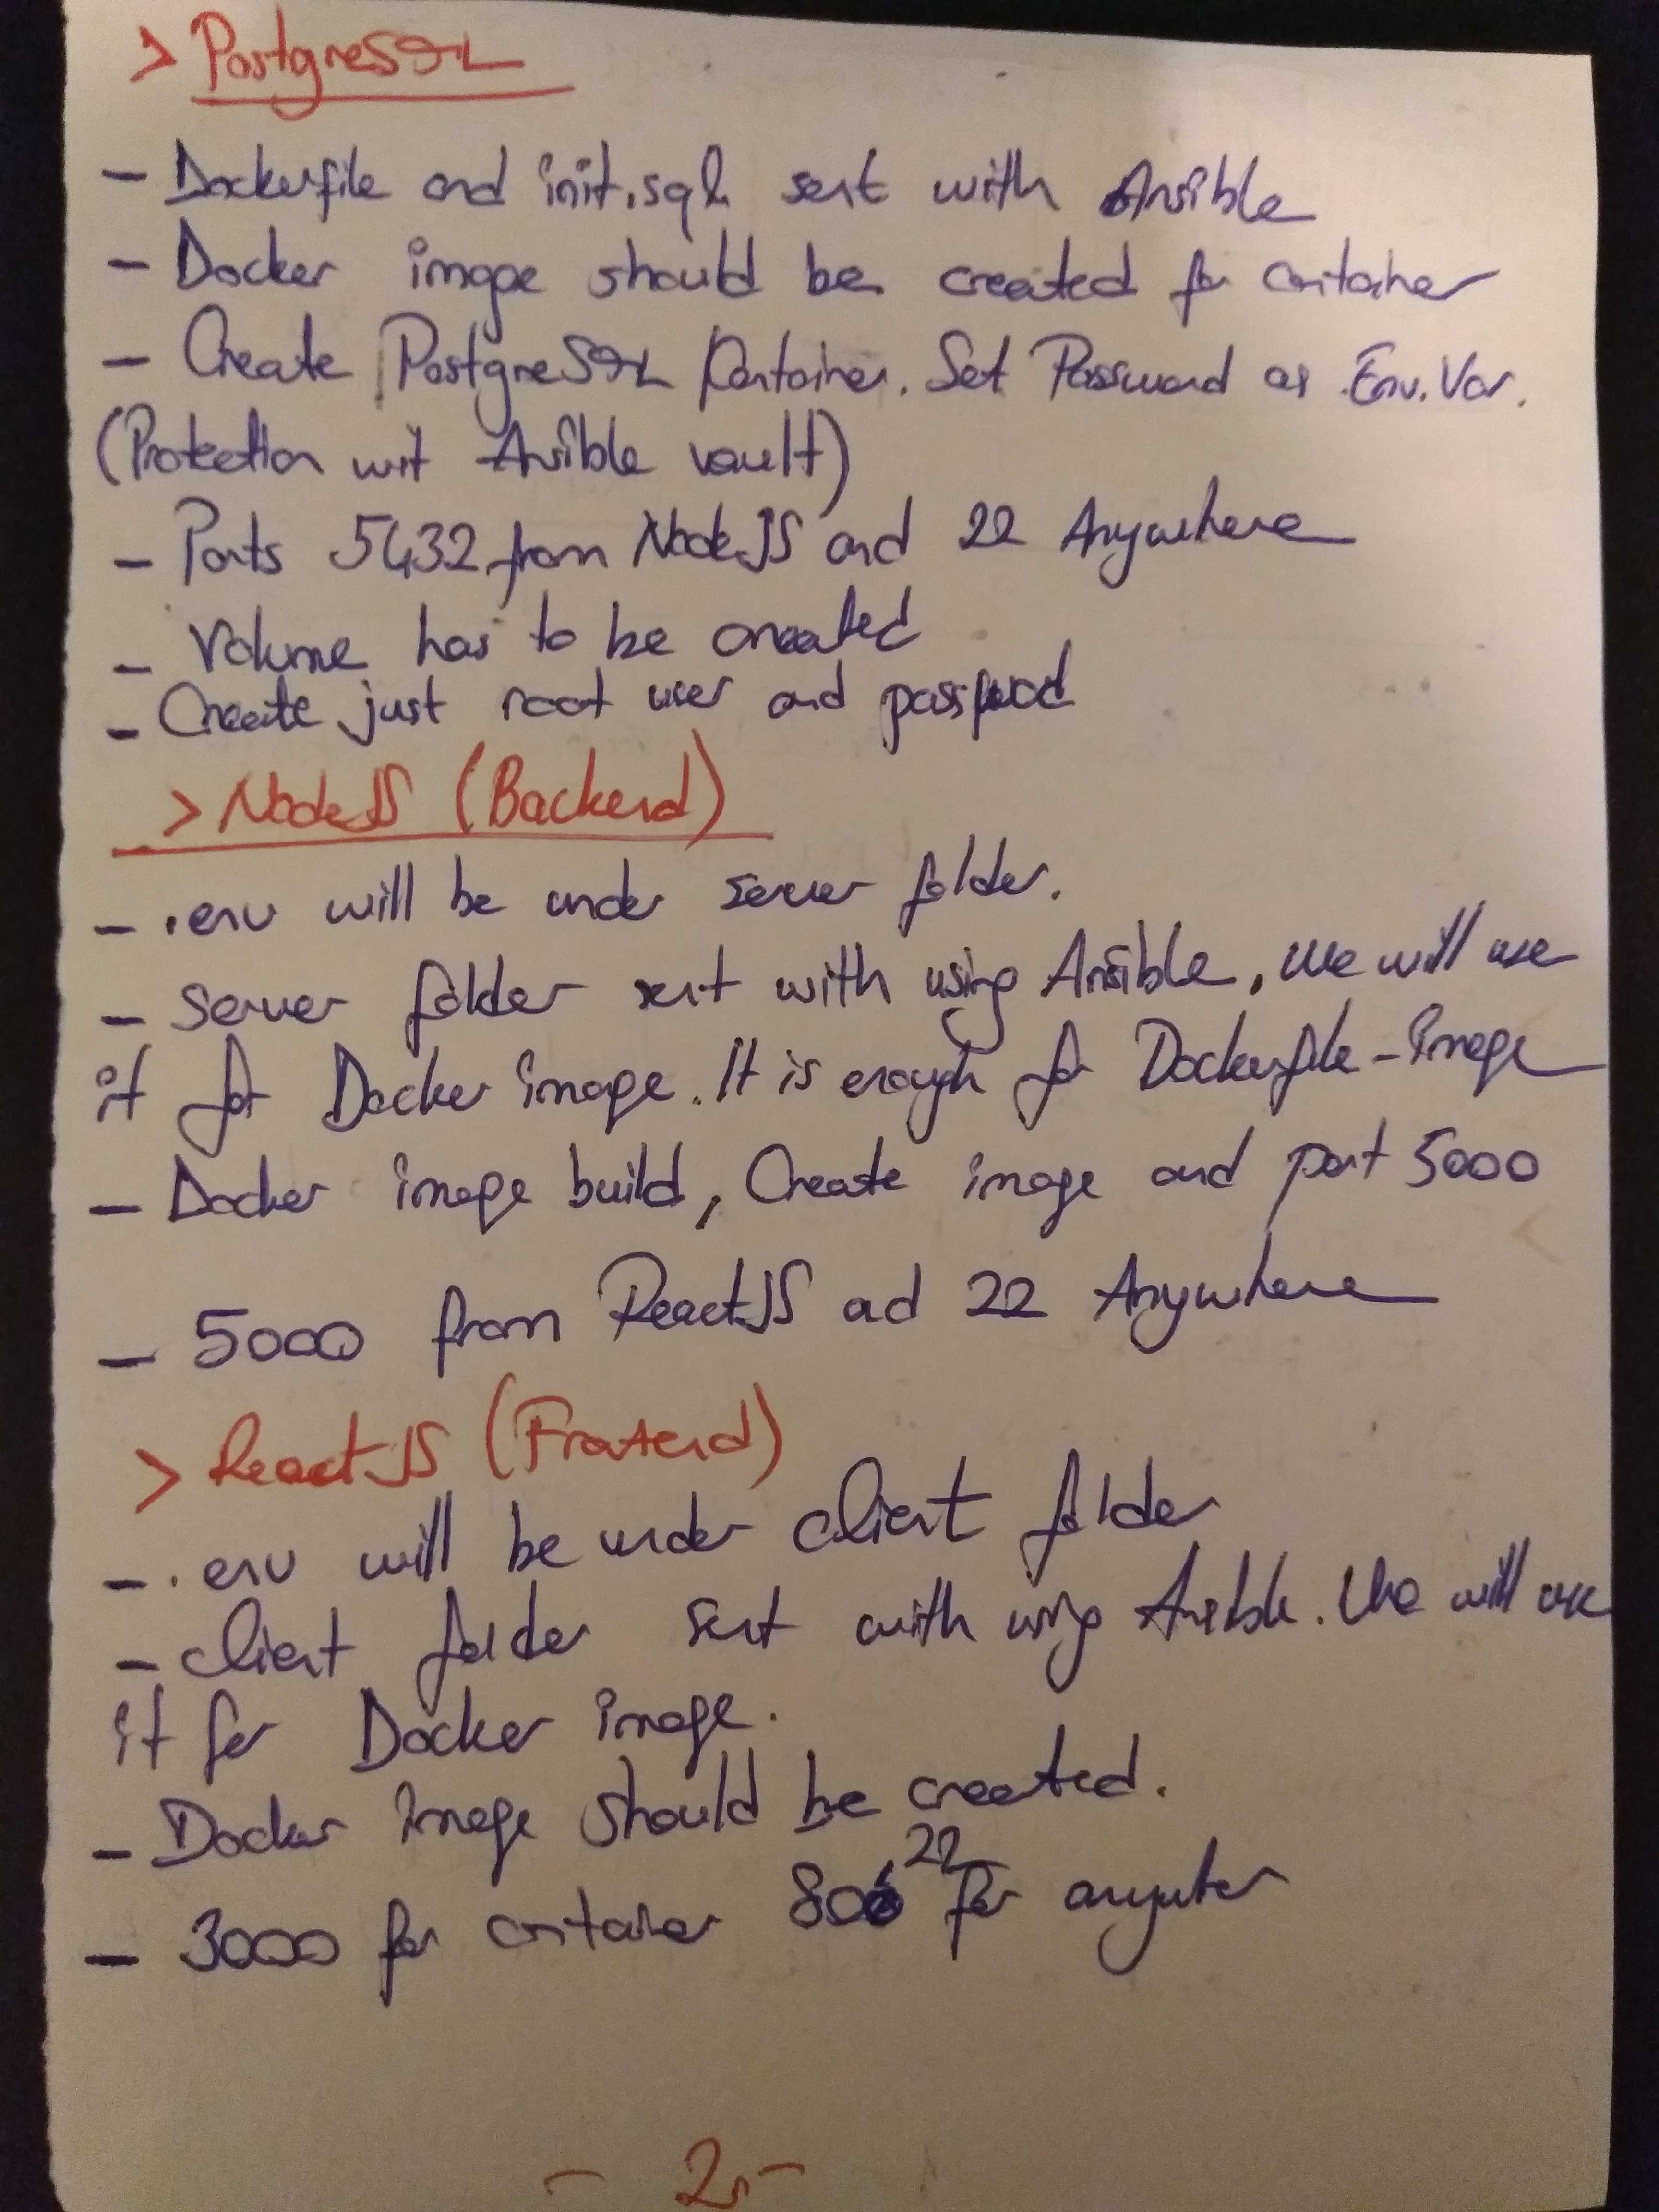 > PostgreSQL
- Dockerfile and init.sql sent with Ansible
- Docker image should be created for container
- Create PostgreSQL Container. Set Password as Env. Var.
(Protection wit Ansible vault)
- Ports 5432 from NodeJS and 22 Anywhere
- Volume has to be created
- Create just root user and
> NodeJS (Backend)
- .env will be under server folder.
- server folder sent with using Ansible, We will use
it for Docker image. It is enough for Dockerfile-Image
- Docker image build, Create image and port 5000
- 5000 from ReactJS ad 22 Anywhere
> ReactJS (Frontend)
- .env will be under client folder
- client folder sent with using Ansible. We will use
it for Docker image.
- Docker Image should be created.
- 3000 for container 22 for
- 2 -